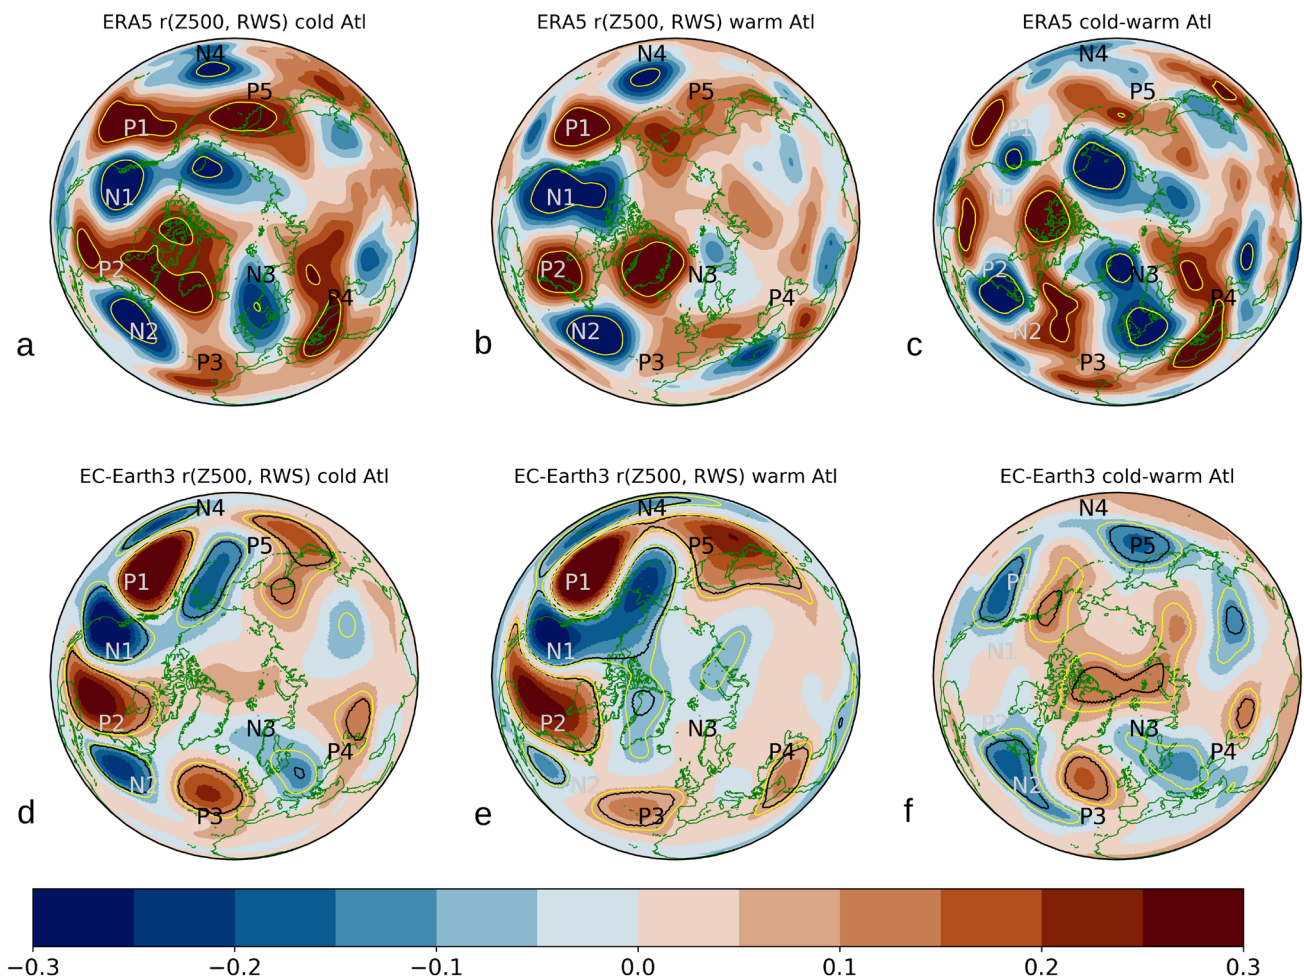 ERA5 r(Z500, RWS) cold Atl
ERA5 r(Z500, RWS) warm Atl
ERA5 cold-warm Atl
N4
P5
P1
N1
P2
N3
P4
N2
P3
a
N4
P5
P1
N1
P2
N3
P4
N2
P3
b
N4
P5
P1
N1
P2
N3
P4
N2
P3
c
EC-Earth3 r(Z500, RWS) cold Atl
EC-Earth3 r(Z500, RWS) warm Atl
EC-Earth3 cold-warm Atl
N4
P5
P1
N1
P2
N3
P4
N2
P3
d
N4
P5
P1
N1
P2
N3
P4
N2
P3
e
N4
P5
P1
N1
P2
N3
P4
N2
P3
f
−0.3 −0.2 −0.1 0.0 0.1 0.2 0.3